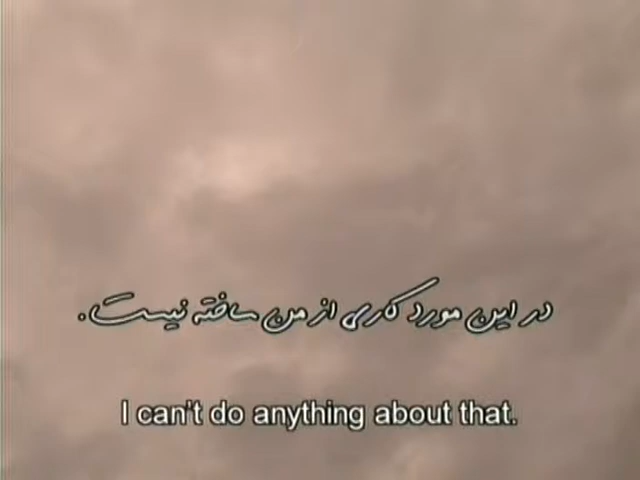 در این مورد کاری از من ساخته نیست.
I can't do anything about that.